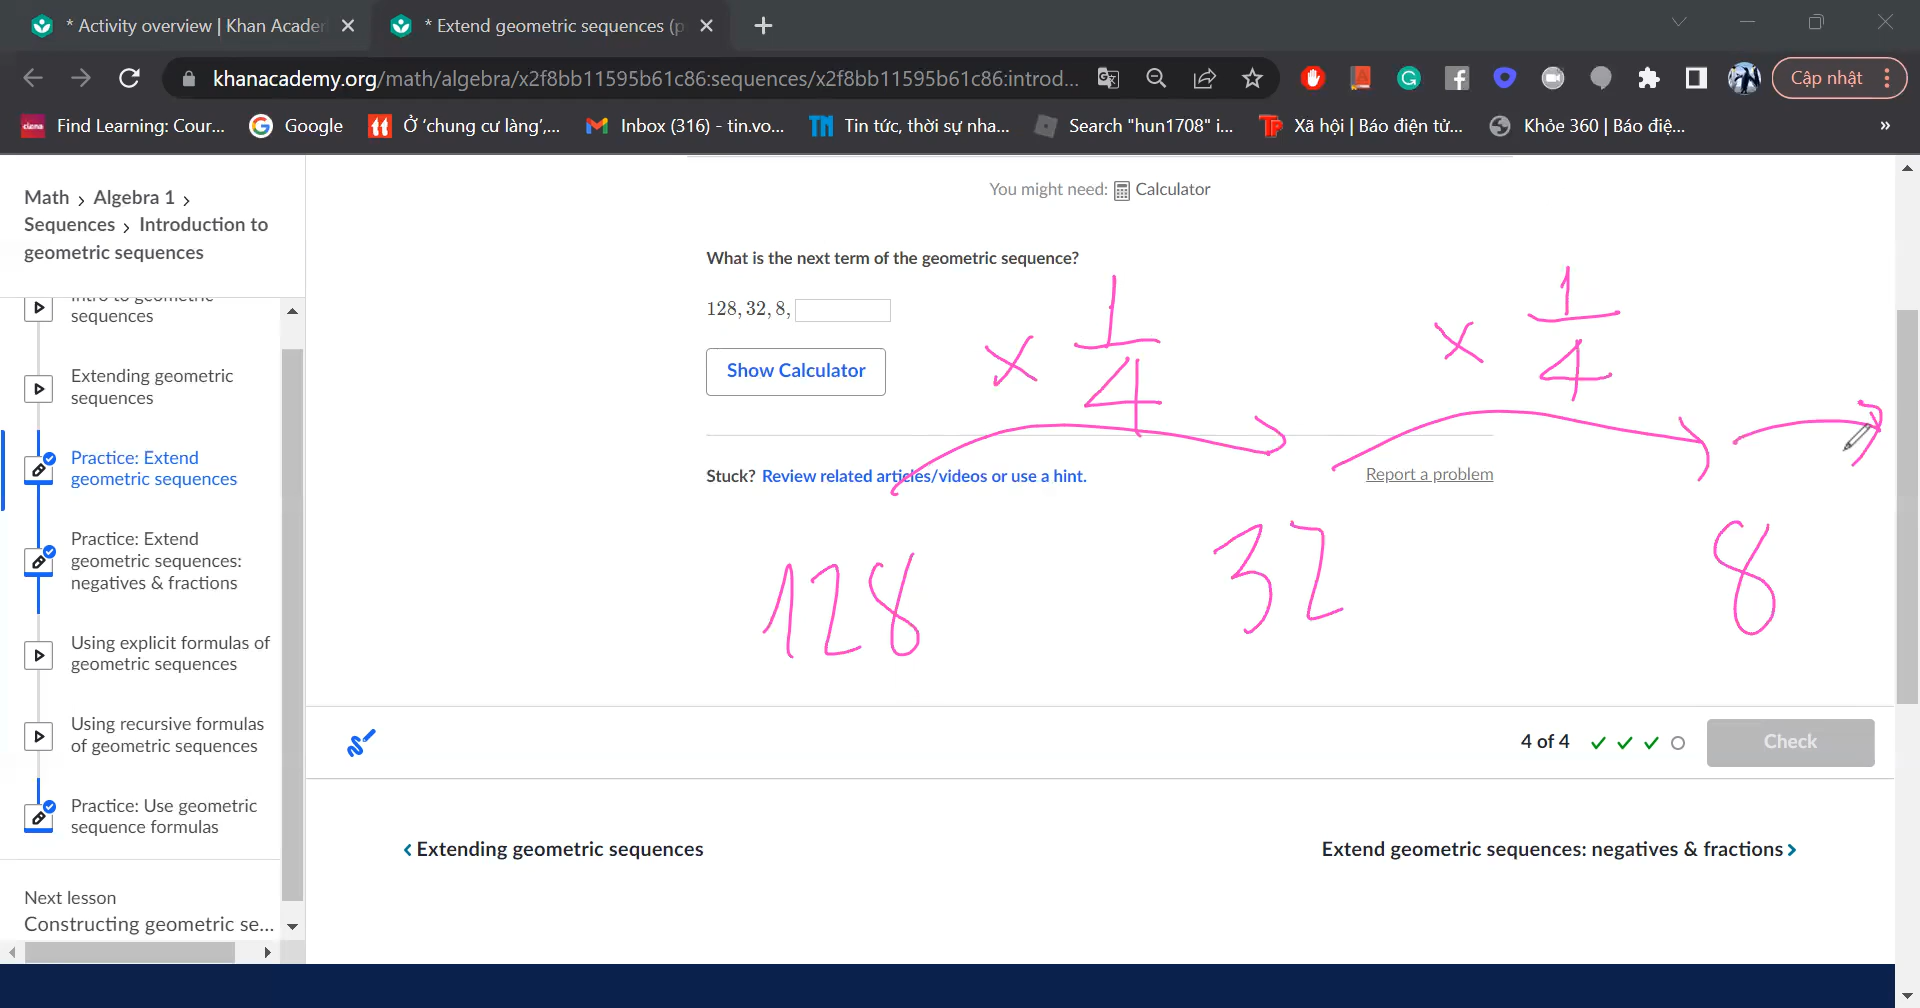 * Activity overview | Khan Acader
* Extend geometric sequences (p
khanacademy.org/math/algebra/x2f8bb11595b61c86:sequences/x2f8bb11595b61c86:introd...
Cập nhật
Find Learning: Cour...
Google
Ở ‘chung cư làng’,...
Inbox (316) - tin.vo...
TN
Tin tức, thời sự nha...
Search "hun1708" i...
Xã hội | Báo điện tử...
Khỏe 360 | Báo điệ...
»
Math > Algebra 1 >
Sequences > Introduction to
geometric sequences
Intro to geometric
sequences
Extending geometric
sequences
Practice: Extend
geometric sequences
Practice: Extend
geometric sequences:
negatives & fractions
Using explicit formulas of
geometric sequences
Using recursive formulas
of geometric sequences
Practice: Use geometric
sequence formulas
Next lesson
Constructing geometric se...
You might need: Calculator
What is the next term of the geometric sequence?
128, 32, 8,
Show Calculator
× 1/4
× 1/4
Stuck? Review related articles/videos or use a hint.
Report a problem
128 32 8
4 of 4
Check
Extending geometric sequences
Extend geometric sequences: negatives & fractions